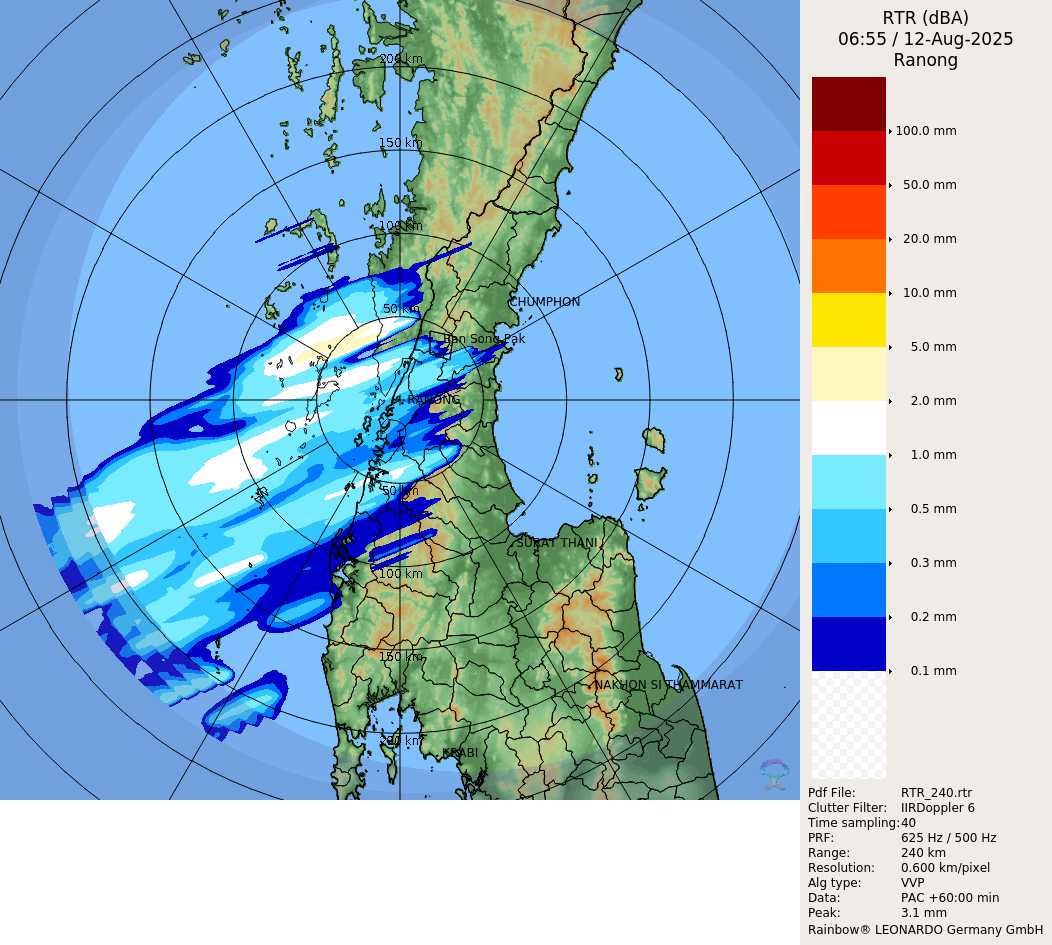 RTR (dBA)
06:55 / 12-Aug-2025
Ranong
200 km
150 km
100 km
50 km
CHUMPHON
Ban Song Pak
RANONG
50 km
SURAT THANI
100 km
150 km
NAKHON SI THAMMARAT
200 km
KRABI
100.0 mm
50.0 mm
20.0 mm
10.0 mm
5.0 mm
2.0 mm
1.0 mm
0.5 mm
0.3 mm
0.2 mm
0.1 mm
Pdf File: RTR_240.rtr
Clutter Filter: IIRDoppler 6
Time sampling: 40
PRF: 625 Hz / 500 Hz
Range: 240 km
Resolution: 0.600 km/pixel
Alg type: VVP
Data: PAC +60:00 min
Peak: 3.1 mm
Rainbow® LEONARDO Germany GmbH